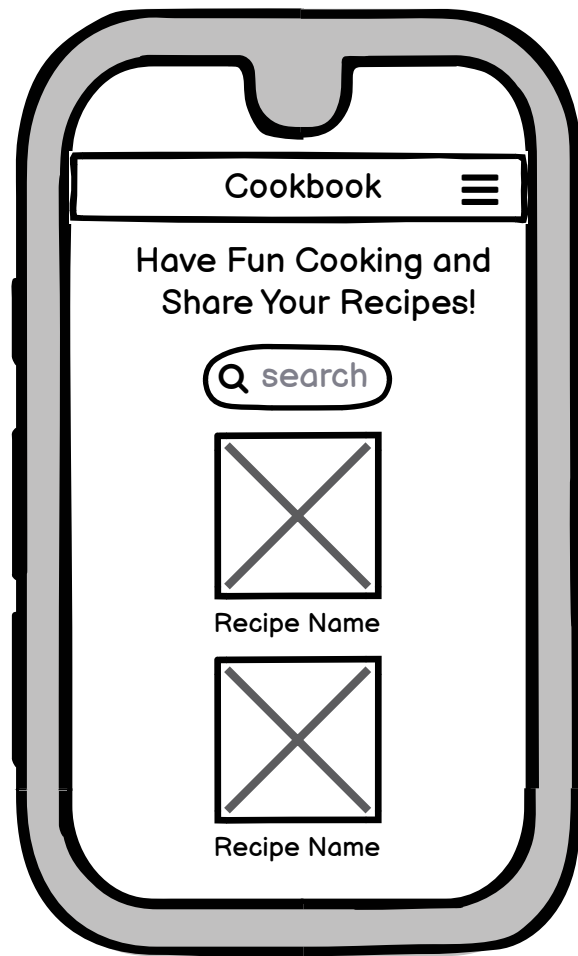 Cookbook
Have Fun Cooking and
Share Your Recipes!
search
Recipe Name
Recipe Name